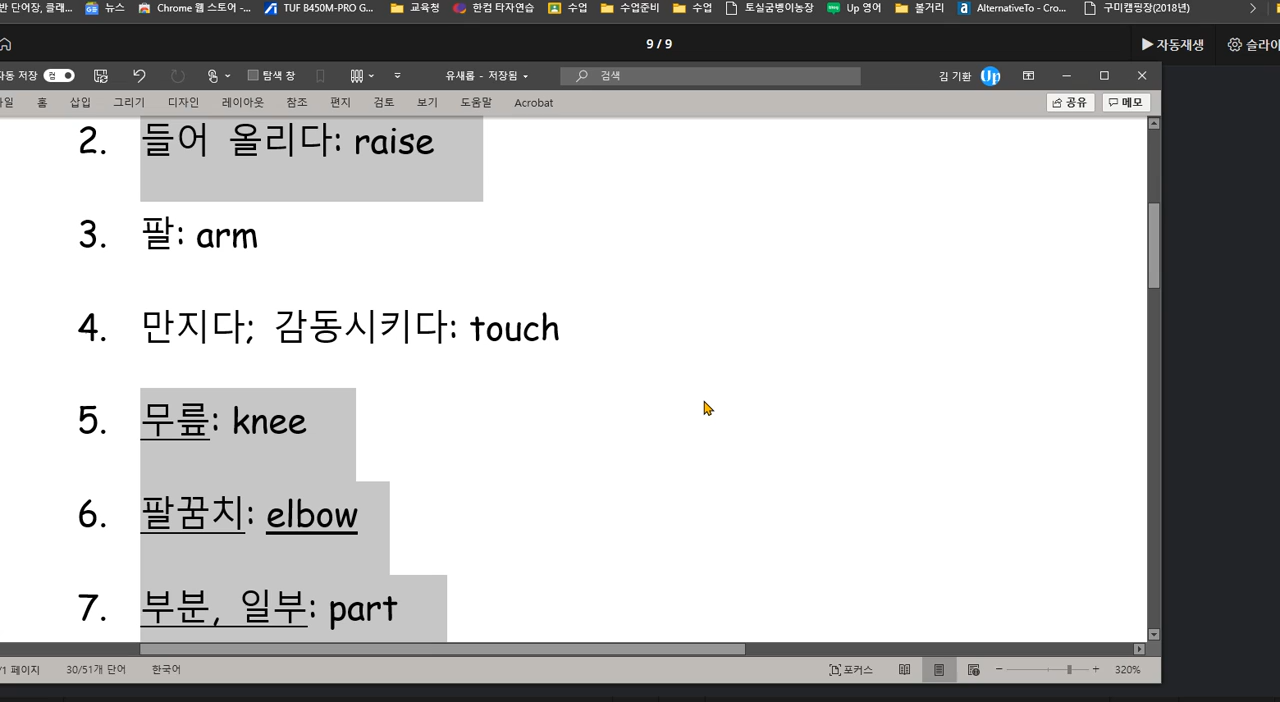 반 단어장, 클래... 뉴스 Chrome 웹 스토어 -... TUF B450M-PRO G... 교육청 한컴 타자연습 수업 수업준비 수업 토실굼벵이농장 Up 영어 볼거리 AlternativeTo - Cro... 구미캠핑장(2018년)
9 / 9 자동재생 슬라이
자동 저장 컴 탐색 창 유새롬 - 저장됨 검색 김 기환 Up
일 홈 삽입 그리기 디자인 레이아웃 참조 편지 검토 보기 도움말 Acrobat 공유 메모
2. 들어 올리다: raise
3. 팔: arm
4. 만지다; 감동시키다: touch
5. 무릎: knee
6. 팔꿈치: elbow
7. 부분, 일부: part
/1 페이지 30/51개 단어 한국어 포커스 320%